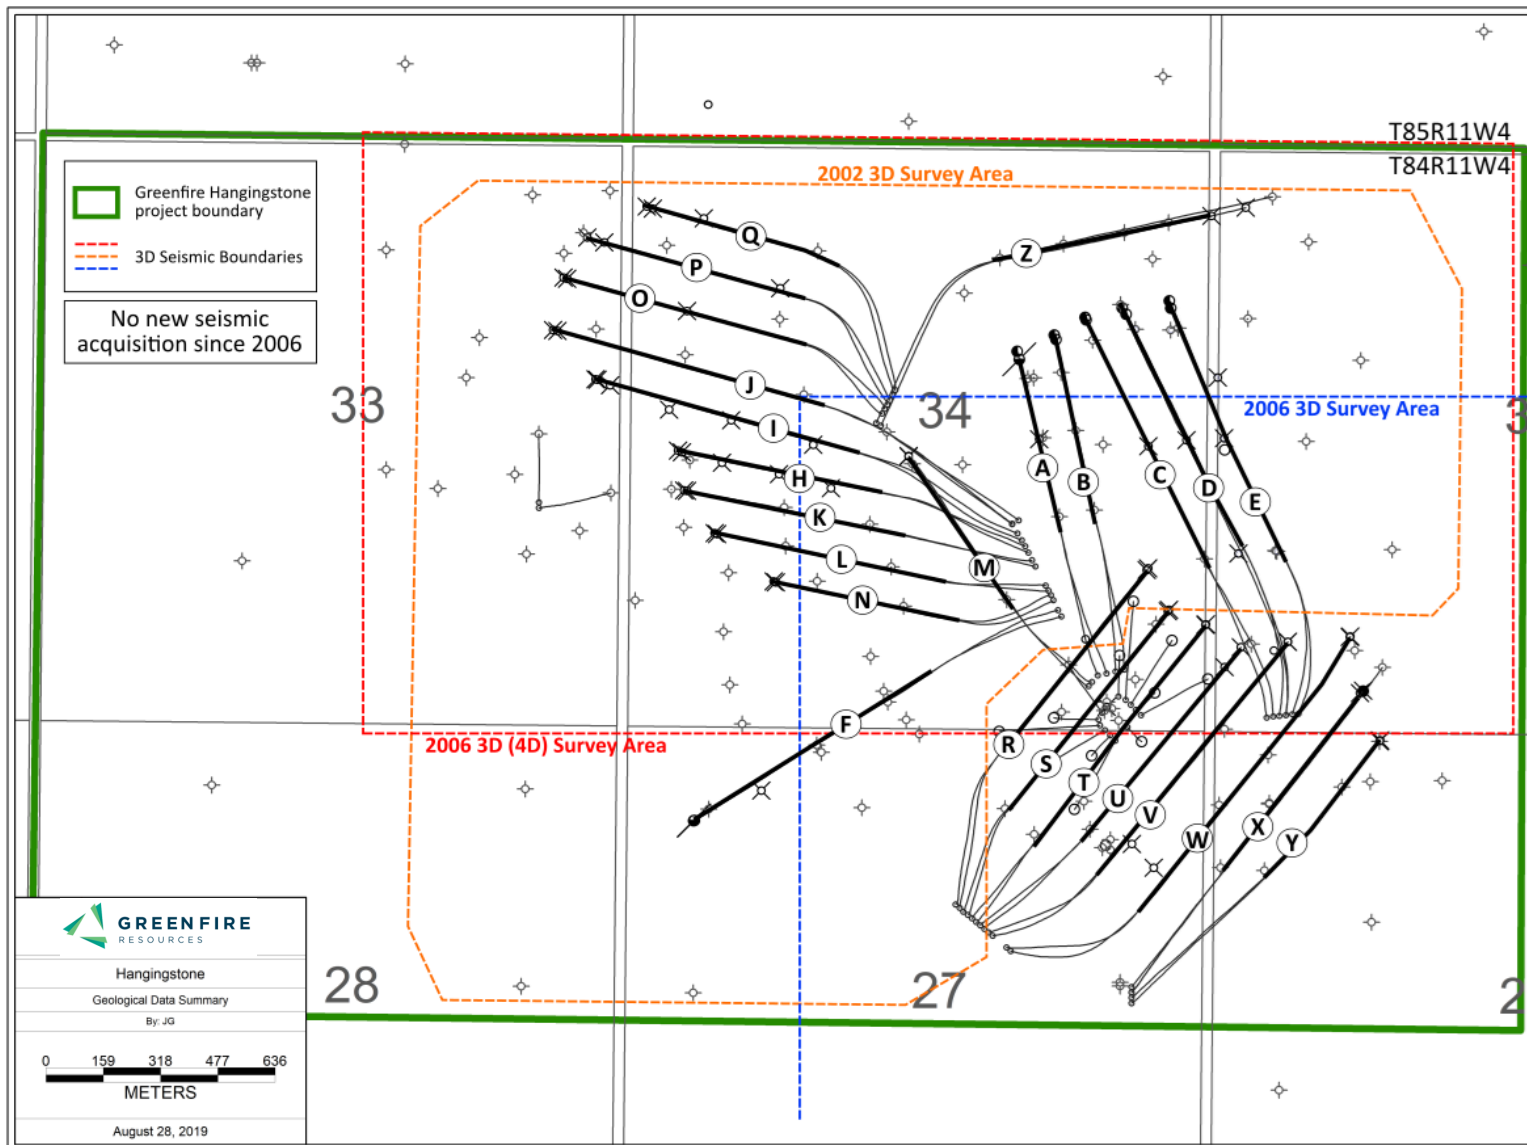 T85R11W4
T84R11W4
Greenfire Hangingstone
project boundary
3D Seismic Boundaries
No new seismic
acquisition since 2006
2002 3D Survey Area
Q
Z
P
O
J
33
34
3
2006 3D Survey Area
I
A
B
C
D
E
H
K
L
M
N
F
2006 3D (4D) Survey Area
R
S
T
U
V
W
X
Y
28
27
2
GREENFIRE
RESOURCES
Hangingstone
Geological Data Summary
By: JG
0 159 318 477 636
METERS
August 28, 2019